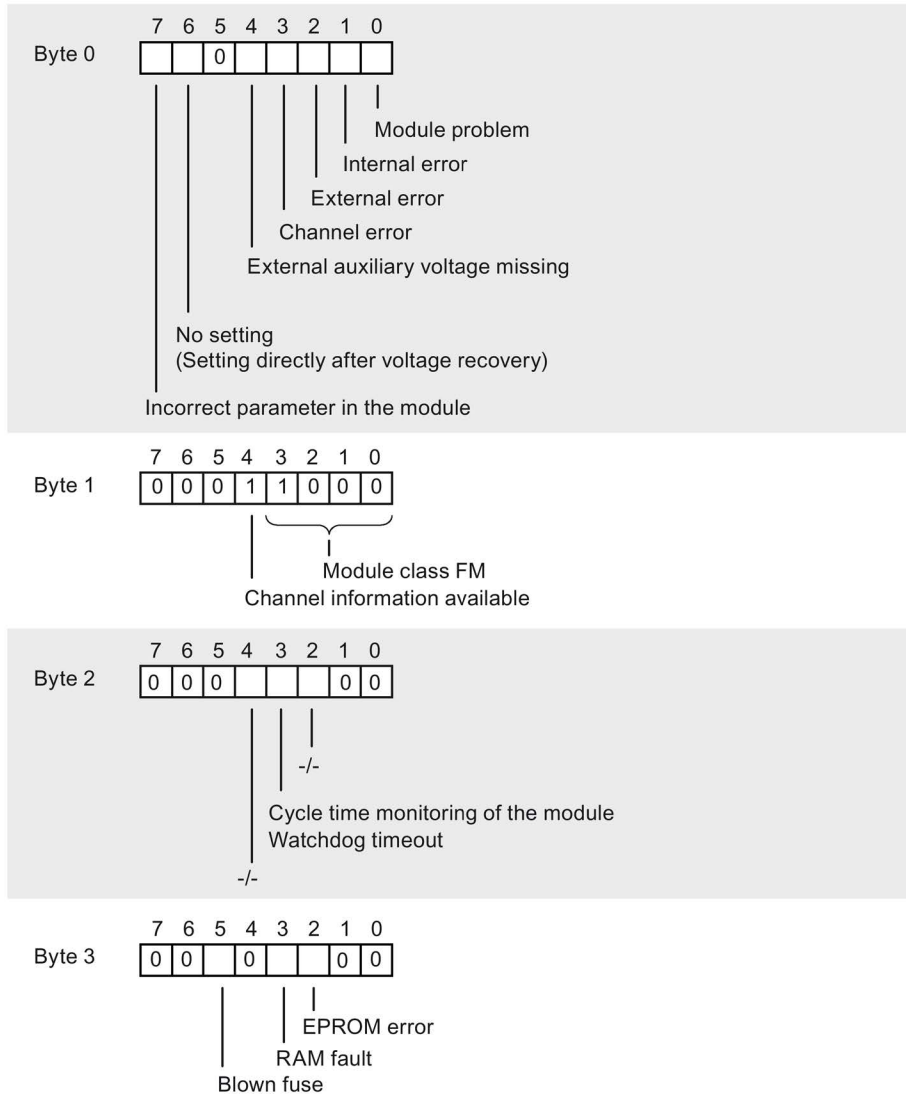 7 6 5 4 3 2 1 0
Byte 0 0
Module problem
Internal error
External error
Channel error
External auxiliary voltage missing
No setting
(Setting directly after voltage recovery)
Incorrect parameter in the module
7 6 5 4 3 2 1 0
Byte 1 0 0 0 1 1 0 0 0
Module class FM
Channel information available
7 6 5 4 3 2 1 0
Byte 2 0 0 0 0 0
-/-
Cycle time monitoring of the module
Watchdog timeout
-/-
7 6 5 4 3 2 1 0
Byte 3 0 0 0 0 0
EPROM error
RAM fault
Blown fuse